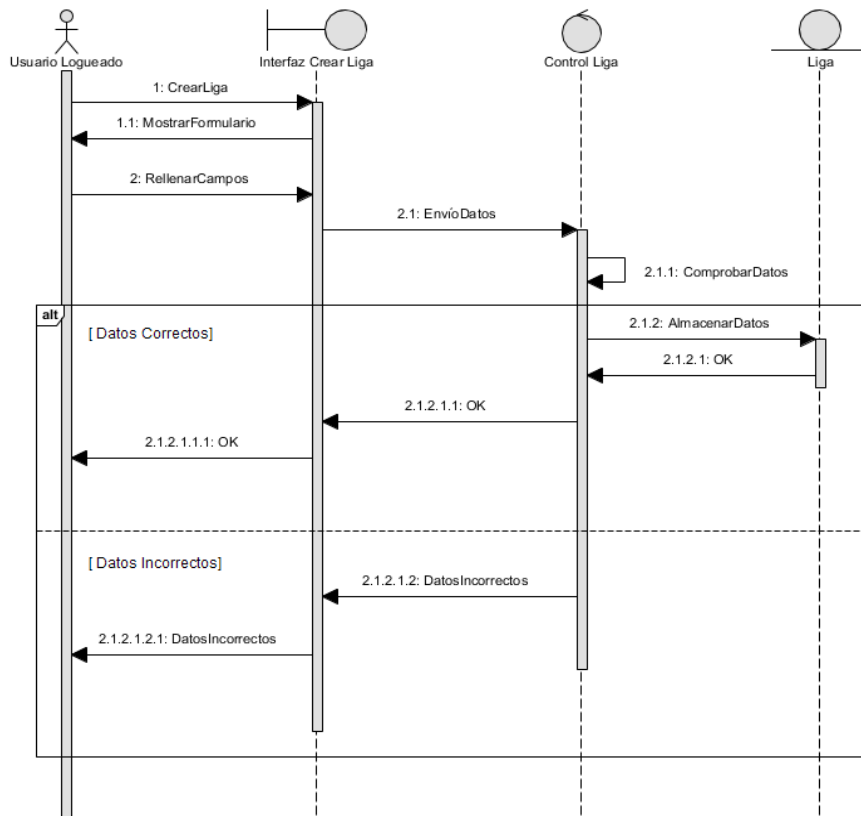 Usuario Logueado
Interfaz Crear Liga
Control Liga
Liga
1: CrearLiga
1.1: MostrarFormulario
2: RellenarCampos
2.1: EnvíoDatos
2.1.1: ComprobarDatos
alt
[ Datos Correctos]
2.1.2: AlmacenarDatos
2.1.2.1: OK
2.1.2.1.1: OK
2.1.2.1.1.1: OK
[ Datos Incorrectos]
2.1.2.1.2: DatosIncorrectos
2.1.2.1.2.1: DatosIncorrectos